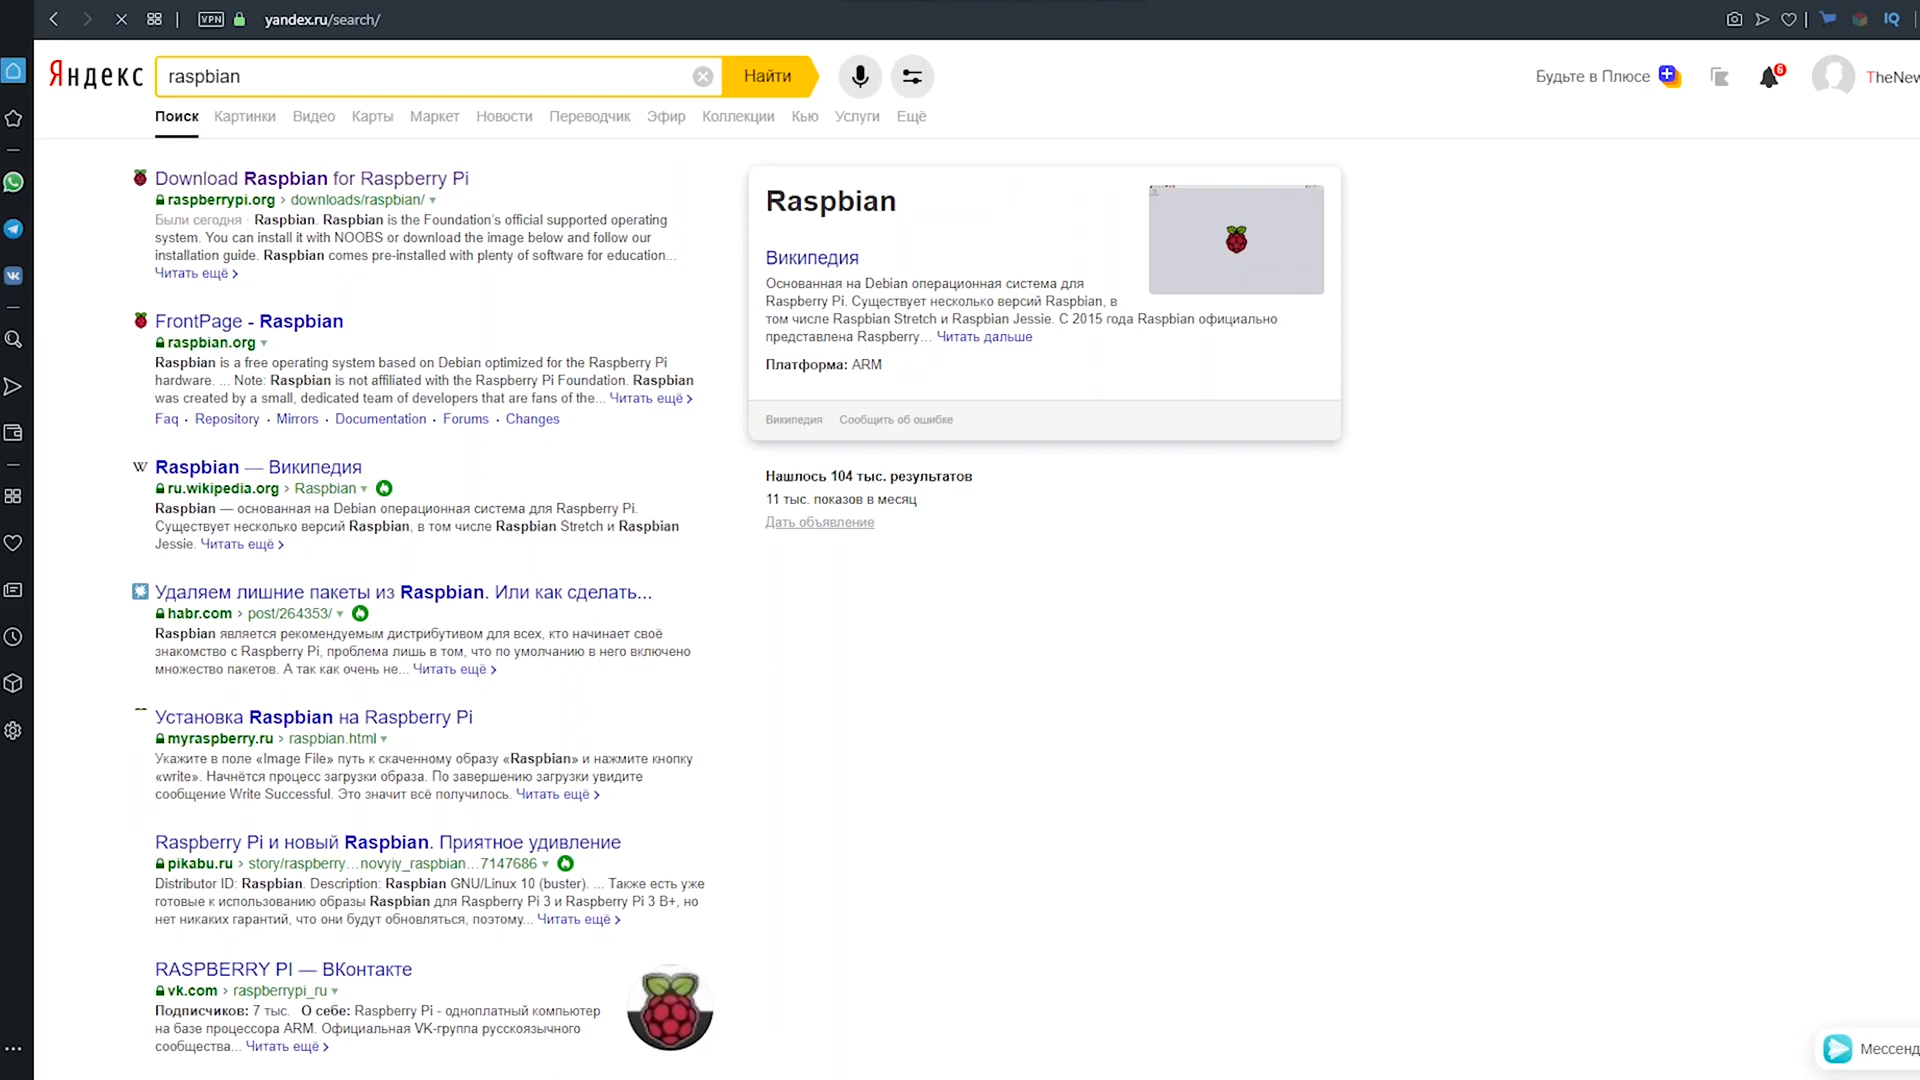 VPN yandex.ru/search/ IQ
Яндекс raspbian Найти Будьте в Плюсе 6 TheNew
Поиск Картинки Видео Карты Маркет Новости Переводчик Эфир Коллекции Кью Услуги Ещё
Download Raspbian for Raspberry Pi
raspberrypi.org › downloads/raspbian/
Были сегодня · Raspbian. Raspbian is the Foundation's official supported operating
system. You can install it with NOOBS or download the image below and follow our
installation guide. Raspbian comes pre-installed with plenty of software for education...
Читать ещё ›
FrontPage - Raspbian
raspbian.org
Raspbian is a free operating system based on Debian optimized for the Raspberry Pi
hardware. ... Note: Raspbian is not affiliated with the Raspberry Pi Foundation. Raspbian
was created by a small, dedicated team of developers that are fans of the... Читать ещё ›
Faq · Repository · Mirrors · Documentation · Forums · Changes
W Raspbian — Википедия
ru.wikipedia.org › Raspbian
Raspbian — основанная на Debian операционная система для Raspberry Pi.
Существует несколько версий Raspbian, в том числе Raspbian Stretch и Raspbian
Jessie. Читать ещё ›
Удаляем лишние пакеты из Raspbian. Или как сделать...
habr.com › post/264353/
Raspbian является рекомендуемым дистрибутивом для всех, кто начинает своё
знакомство с Raspberry Pi, проблема лишь в том, что по умолчанию в него включено
множество пакетов. А так как очень не... Читать ещё ›
Установка Raspbian на Raspberry Pi
myraspberry.ru › raspbian.html
Укажите в поле «Image File» путь к скаченному образу «Raspbian» и нажмите кнопку
«write». Начнётся процесс загрузки образа. По завершению загрузки увидите
сообщение Write Successful. Это значит всё получилось. Читать ещё ›
Raspberry Pi и новый Raspbian. Приятное удивление
pikabu.ru › story/raspberry…novyiy_raspbian…7147686
Distributor ID: Raspbian. Description: Raspbian GNU/Linux 10 (buster). ... Также есть уже
готовые к использованию образы Raspbian для Raspberry Pi 3 и Raspberry Pi 3 B+, но
нет никаких гарантий, что они будут обновляться, поэтому... Читать ещё ›
RASPBERRY PI — ВКонтакте
vk.com › raspberrypi_ru
Подписчиков: 7 тыс. О себе: Raspberry Pi - одноплатный компьютер
на базе процессора ARM. Официальная VK-группа русскоязычного
сообщества... Читать ещё ›
Raspbian
Википедия
Основанная на Debian операционная система для
Raspberry Pi. Существует несколько версий Raspbian, в
том числе Raspbian Stretch и Raspbian Jessie. С 2015 года Raspbian официально
представлена Raspberry… Читать дальше
Платформа: ARM
Википедия Сообщить об ошибке
Нашлось 104 тыс. результатов
11 тыс. показов в месяц
Дать объявление
Мессенд